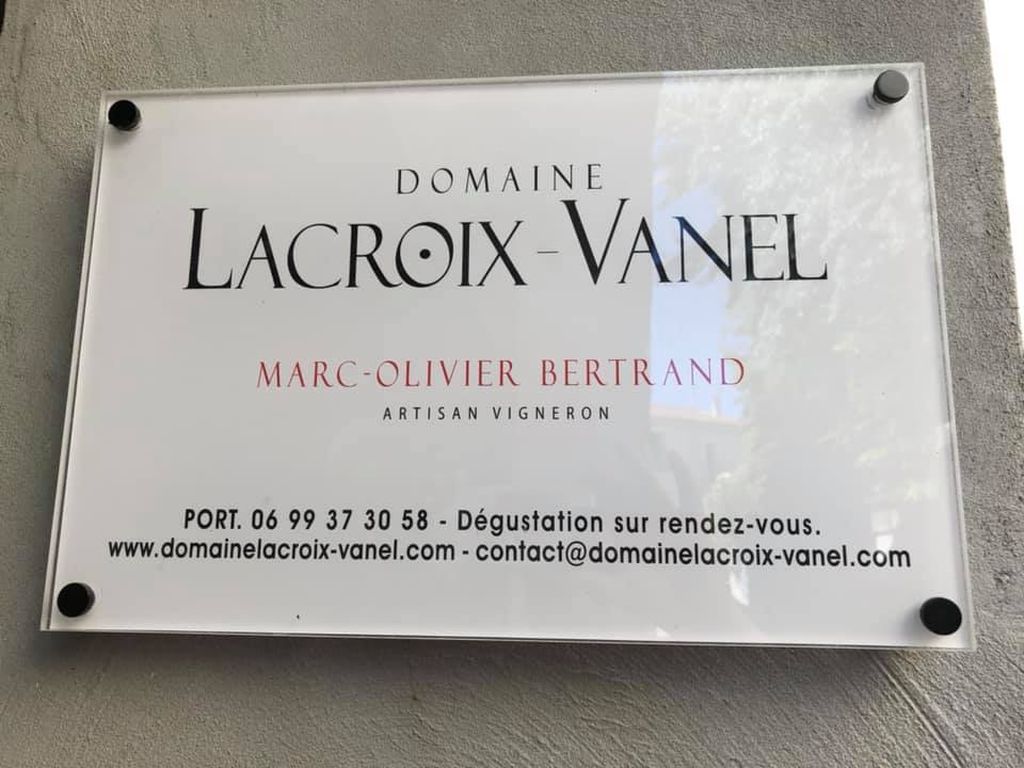 DOMAINE
LACROIX-VANEL
MARC-OLIVIER BERTRAND
ARTISAN VIGNERON
PORT. 06 99 37 30 58 - Dégustation sur rendez-vous.
www.domainelacroix-vanel.com - contact@domainelacroix-vanel.com